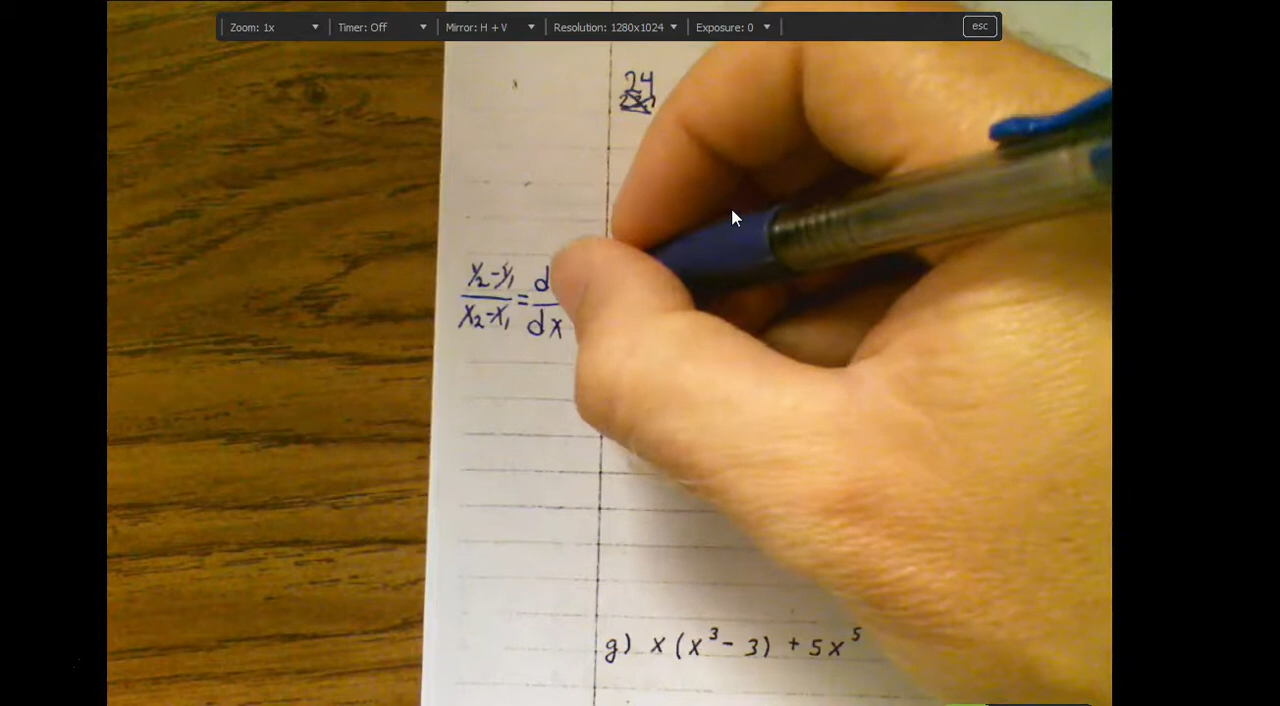 Zoom: 1x Timer: Off Mirror: H + V Resolution: 1280x1024 Exposure: 0 esc
24
y₂-y₁ / x₂-x₁ = d / dx
g) x(x³- 3) + 5x⁵